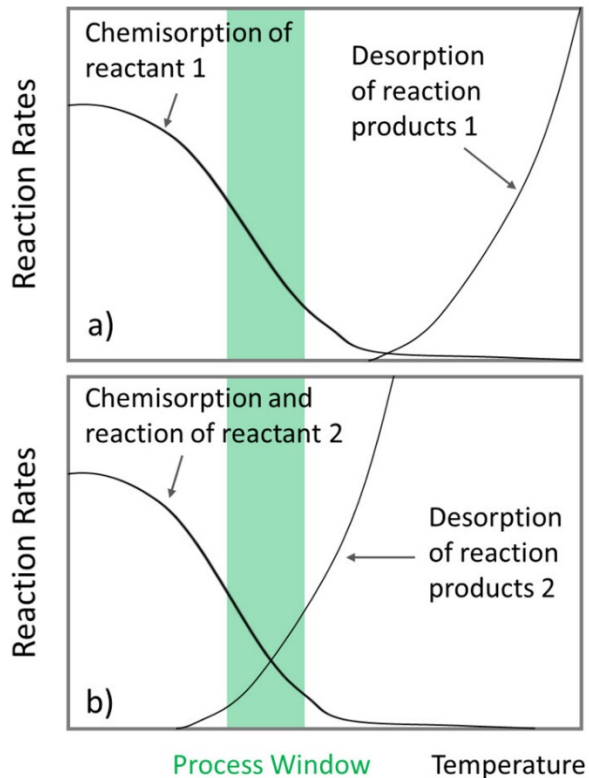 Chemisorption of
reactant 1
Desorption
of reaction
products 1
Reaction Rates
a)
Chemisorption and
reaction of reactant 2
Desorption
of reaction
products 2
Reaction Rates
b)
Process Window
Temperature